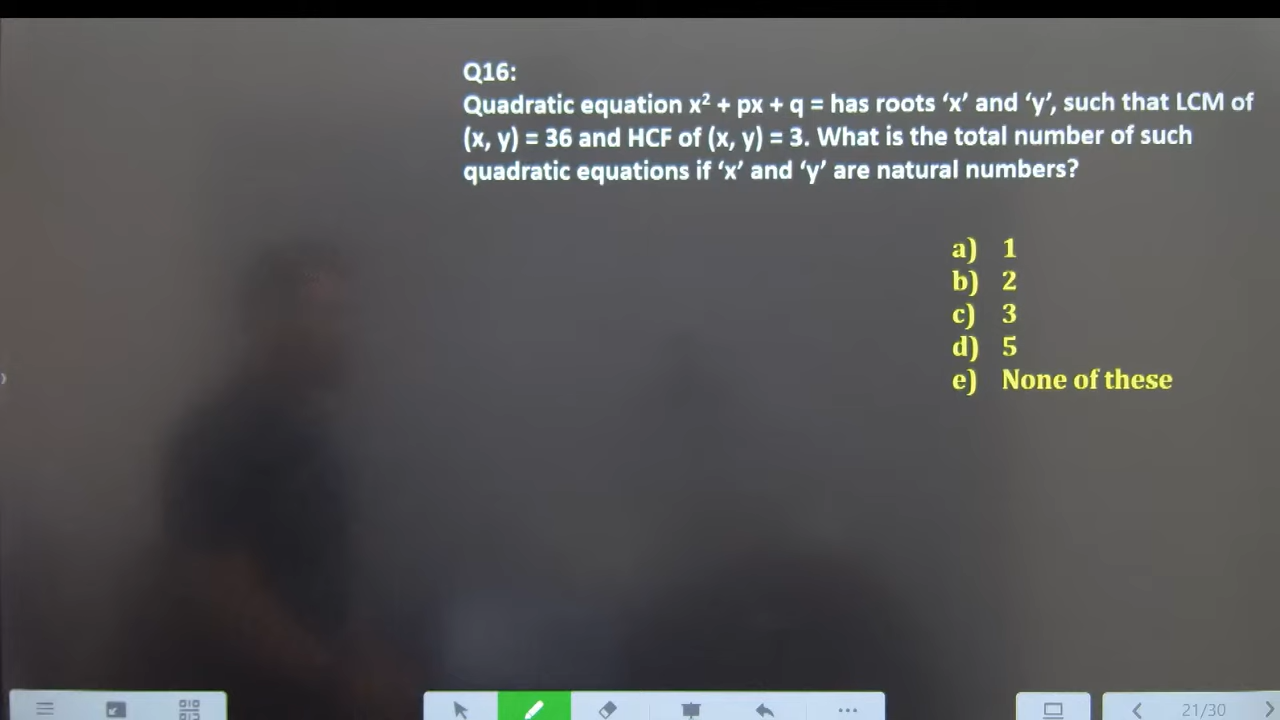 Q16:
Quadratic equation x² + px + q = has roots ‘x’ and ‘y’, such that LCM of
(x, y) = 36 and HCF of (x, y) = 3. What is the total number of such
quadratic equations if ‘x’ and ‘y’ are natural numbers?
a) 1
b) 2
c) 3
d) 5
e) None of these
21/30